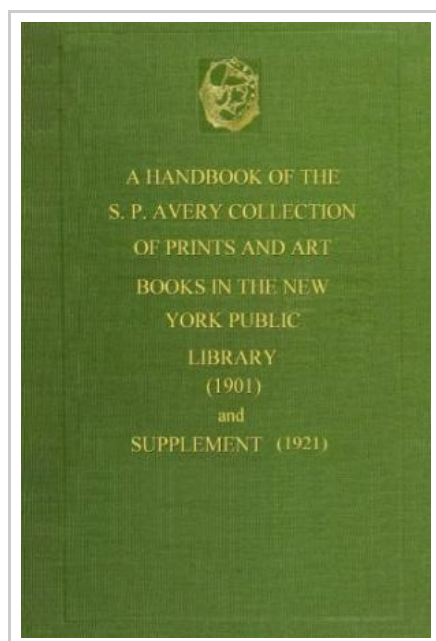 A HANDBOOK OF THE
S. P. AVERY COLLECTION
OF PRINTS AND ART
BOOKS IN THE NEW
YORK PUBLIC
LIBRARY
(1901)
and
SUPPLEMENT (1921)